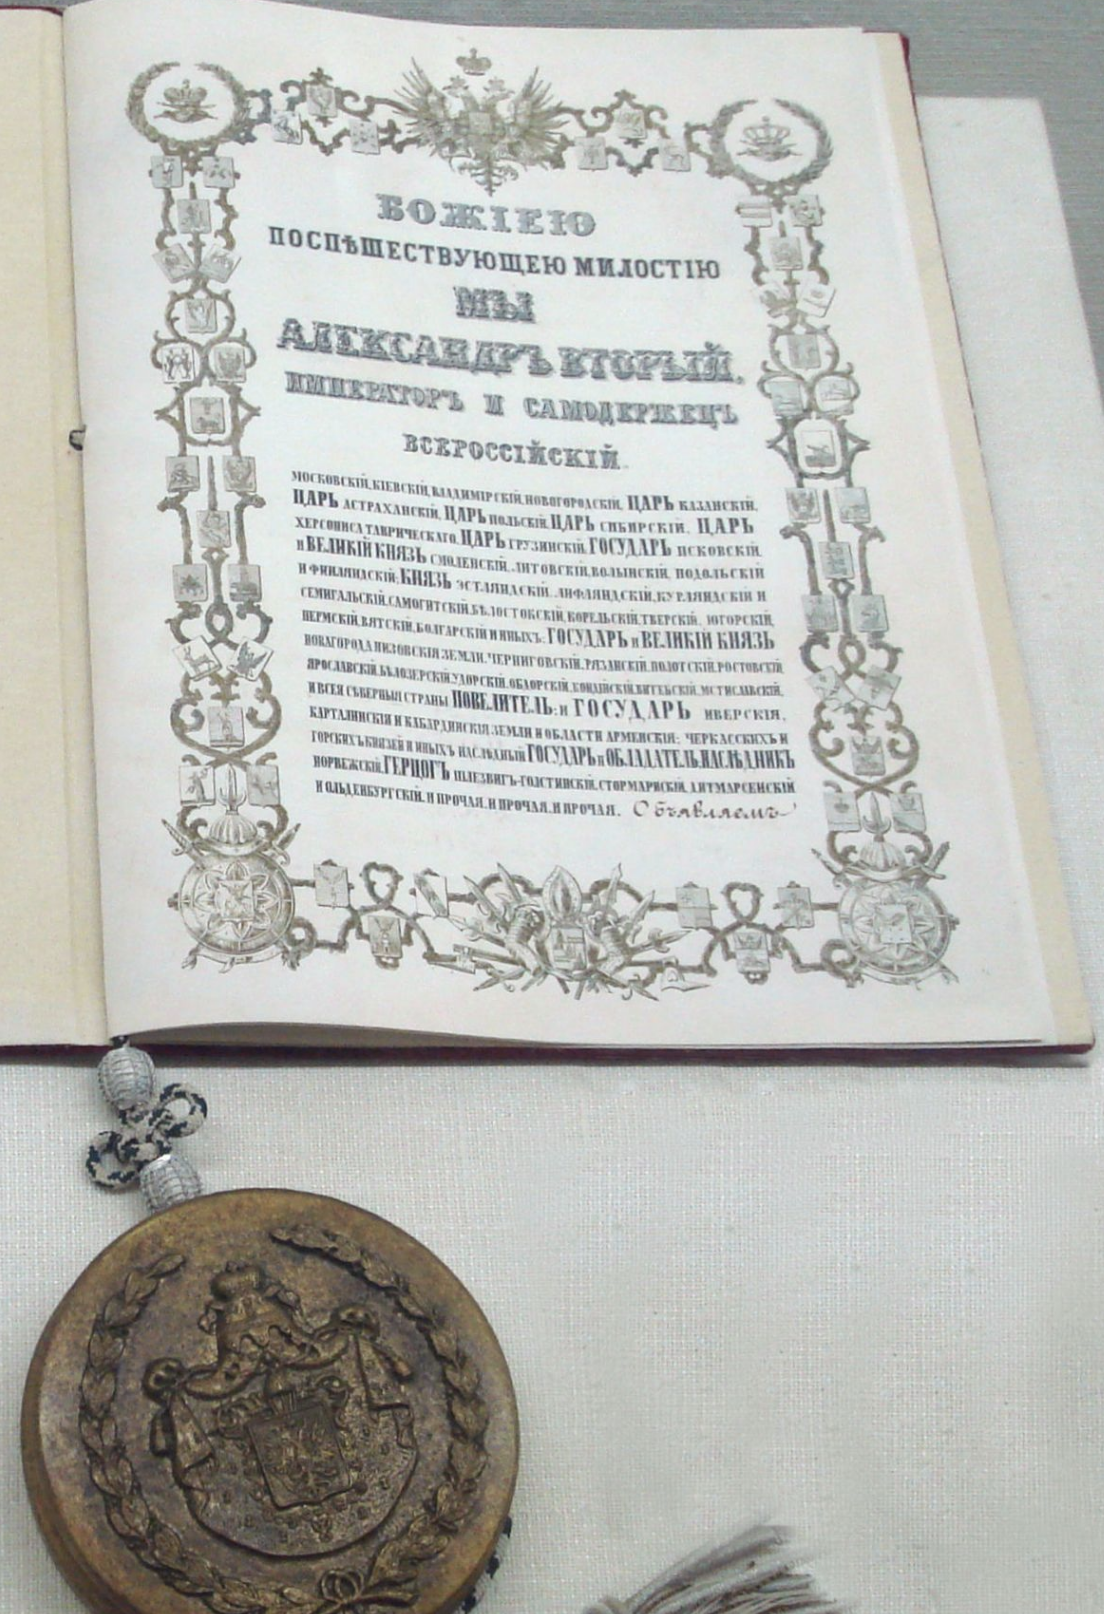 БОЖІЕЮ
ПОСПѢШЕСТВУЮЩЕЮ МИЛОСТІЮ
МЫ
АЛЕКСАНДРЪ ВТОРЫЙ,
ИМПЕРАТОРЪ И САМОДЕРЖЕЦЪ
ВСЕРОССІЙСКІЙ.
МОСКОВСКІЙ, КІЕВСКІЙ, ВЛАДИМІРСКІЙ, НОВОГОРОДСКІЙ, ЦАРЬ КАЗАНСКІЙ,
ЦАРЬ АСТРАХАНСКІЙ, ЦАРЬ ПОЛЬСКІЙ, ЦАРЬ СИБИРСКІЙ, ЦАРЬ
ХЕРСОНИСА ТАВРИЧЕСКАГО, ЦАРЬ ГРУЗИНСКІЙ, ГОСУДАРЬ ПСКОВСКІЙ,
И ВЕЛИКІЙ КНЯЗЬ СМОЛЕНСКІЙ, ЛИТОВСКІЙ, ВОЛЫНСКІЙ, ПОДОЛЬСКІЙ
И ФИНЛЯНДСКІЙ; КНЯЗЬ ЭСТЛЯНДСКІЙ, ЛИФЛЯНДСКІЙ, КУРЛЯНДСКІЙ И
СЕМИГАЛЬСКІЙ, САМОГИТСКІЙ, БѢЛОСТОКСКІЙ, КОРЕЛЬСКІЙ, ТВЕРСКІЙ, ЮГОРСКІЙ,
ПЕРМСКІЙ, ВЯТСКІЙ, БОЛГАРСКІЙ И ИНЫХЪ; ГОСУДАРЬ И ВЕЛИКІЙ КНЯЗЬ
НОВАГОРОДА НИЗОВСКІЯ ЗЕМЛИ, ЧЕРНИГОВСКІЙ, РЯЗАНСКІЙ, ПОЛОТСКІЙ, РОСТОВСКІЙ,
ЯРОСЛАВСКІЙ, БѢЛОЗЕРСКІЙ, УДОРСКІЙ, ОБДОРСКІЙ, КОНДІЙСКІЙ, ВИТЕБСКІЙ, МСТИСЛАВСКІЙ,
И ВСЕЯ СѢВЕРНЫЯ СТРАНЫ ПОВЕЛИТЕЛЬ; И ГОСУДАРЬ ИВЕРСКІЯ,
КАРТАЛИНСКІЯ И КАБАРДИНСКІЯ ЗЕМЛИ И ОБЛАСТИ АРМЕНСКІЯ; ЧЕРКАССКИХЪ И
ГОРСКИХЪ КНЯЗЕЙ И ИНЫХЪ НАСЛѢДНЫЙ ГОСУДАРЬ И ОБЛАДАТЕЛЬ, НАСЛѢДНИКЪ
НОРВЕЖСКІЙ, ГЕРЦОГЪ ШЛЕЗВИГЪ-ГОЛСТИНСКІЙ, СТОРМАРНСКІЙ, ДИТМАРСЕНСКІЙ
И ОЛЬДЕНБУРГСКІЙ, И ПРОЧАЯ, И ПРОЧАЯ, И ПРОЧАЯ. Объявляемъ